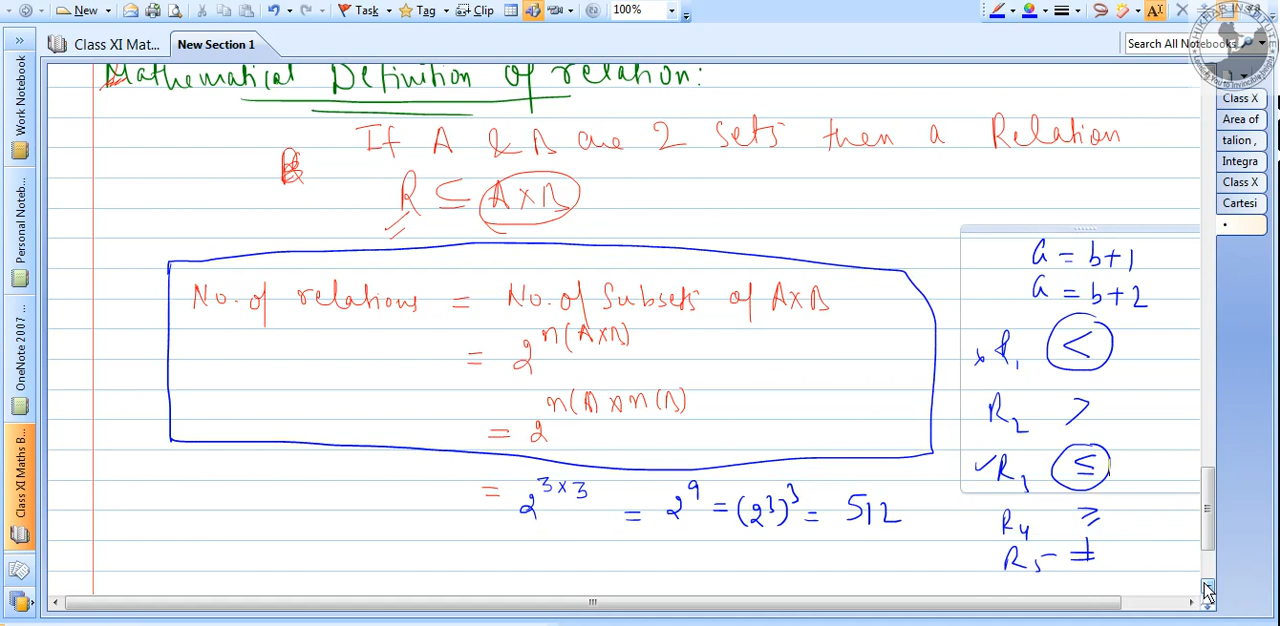 New Task Tag Clip 100%
Class XI Mat... New Section 1 Search All Notebooks
Work Notebook
Personal Noteb...
OneNote 2007 ...
Class XI Maths B...
Class X
Area of
talion ,
Integra
Class X
Cartesi
Mathematical Definition of relation:
If A & B are 2 sets then a Relation
R ⊆ A×B
No. of relations = No. of Subsets of A×B
= 2^n(A×B)
= 2^n(A)×n(B)
= 2^3×3 = 2^9 = (2^3)^3 = 512
a = b+1
a = b+2
R1 <
R2 >
✓R3 ≤
R4 ≥
R5 - ≠